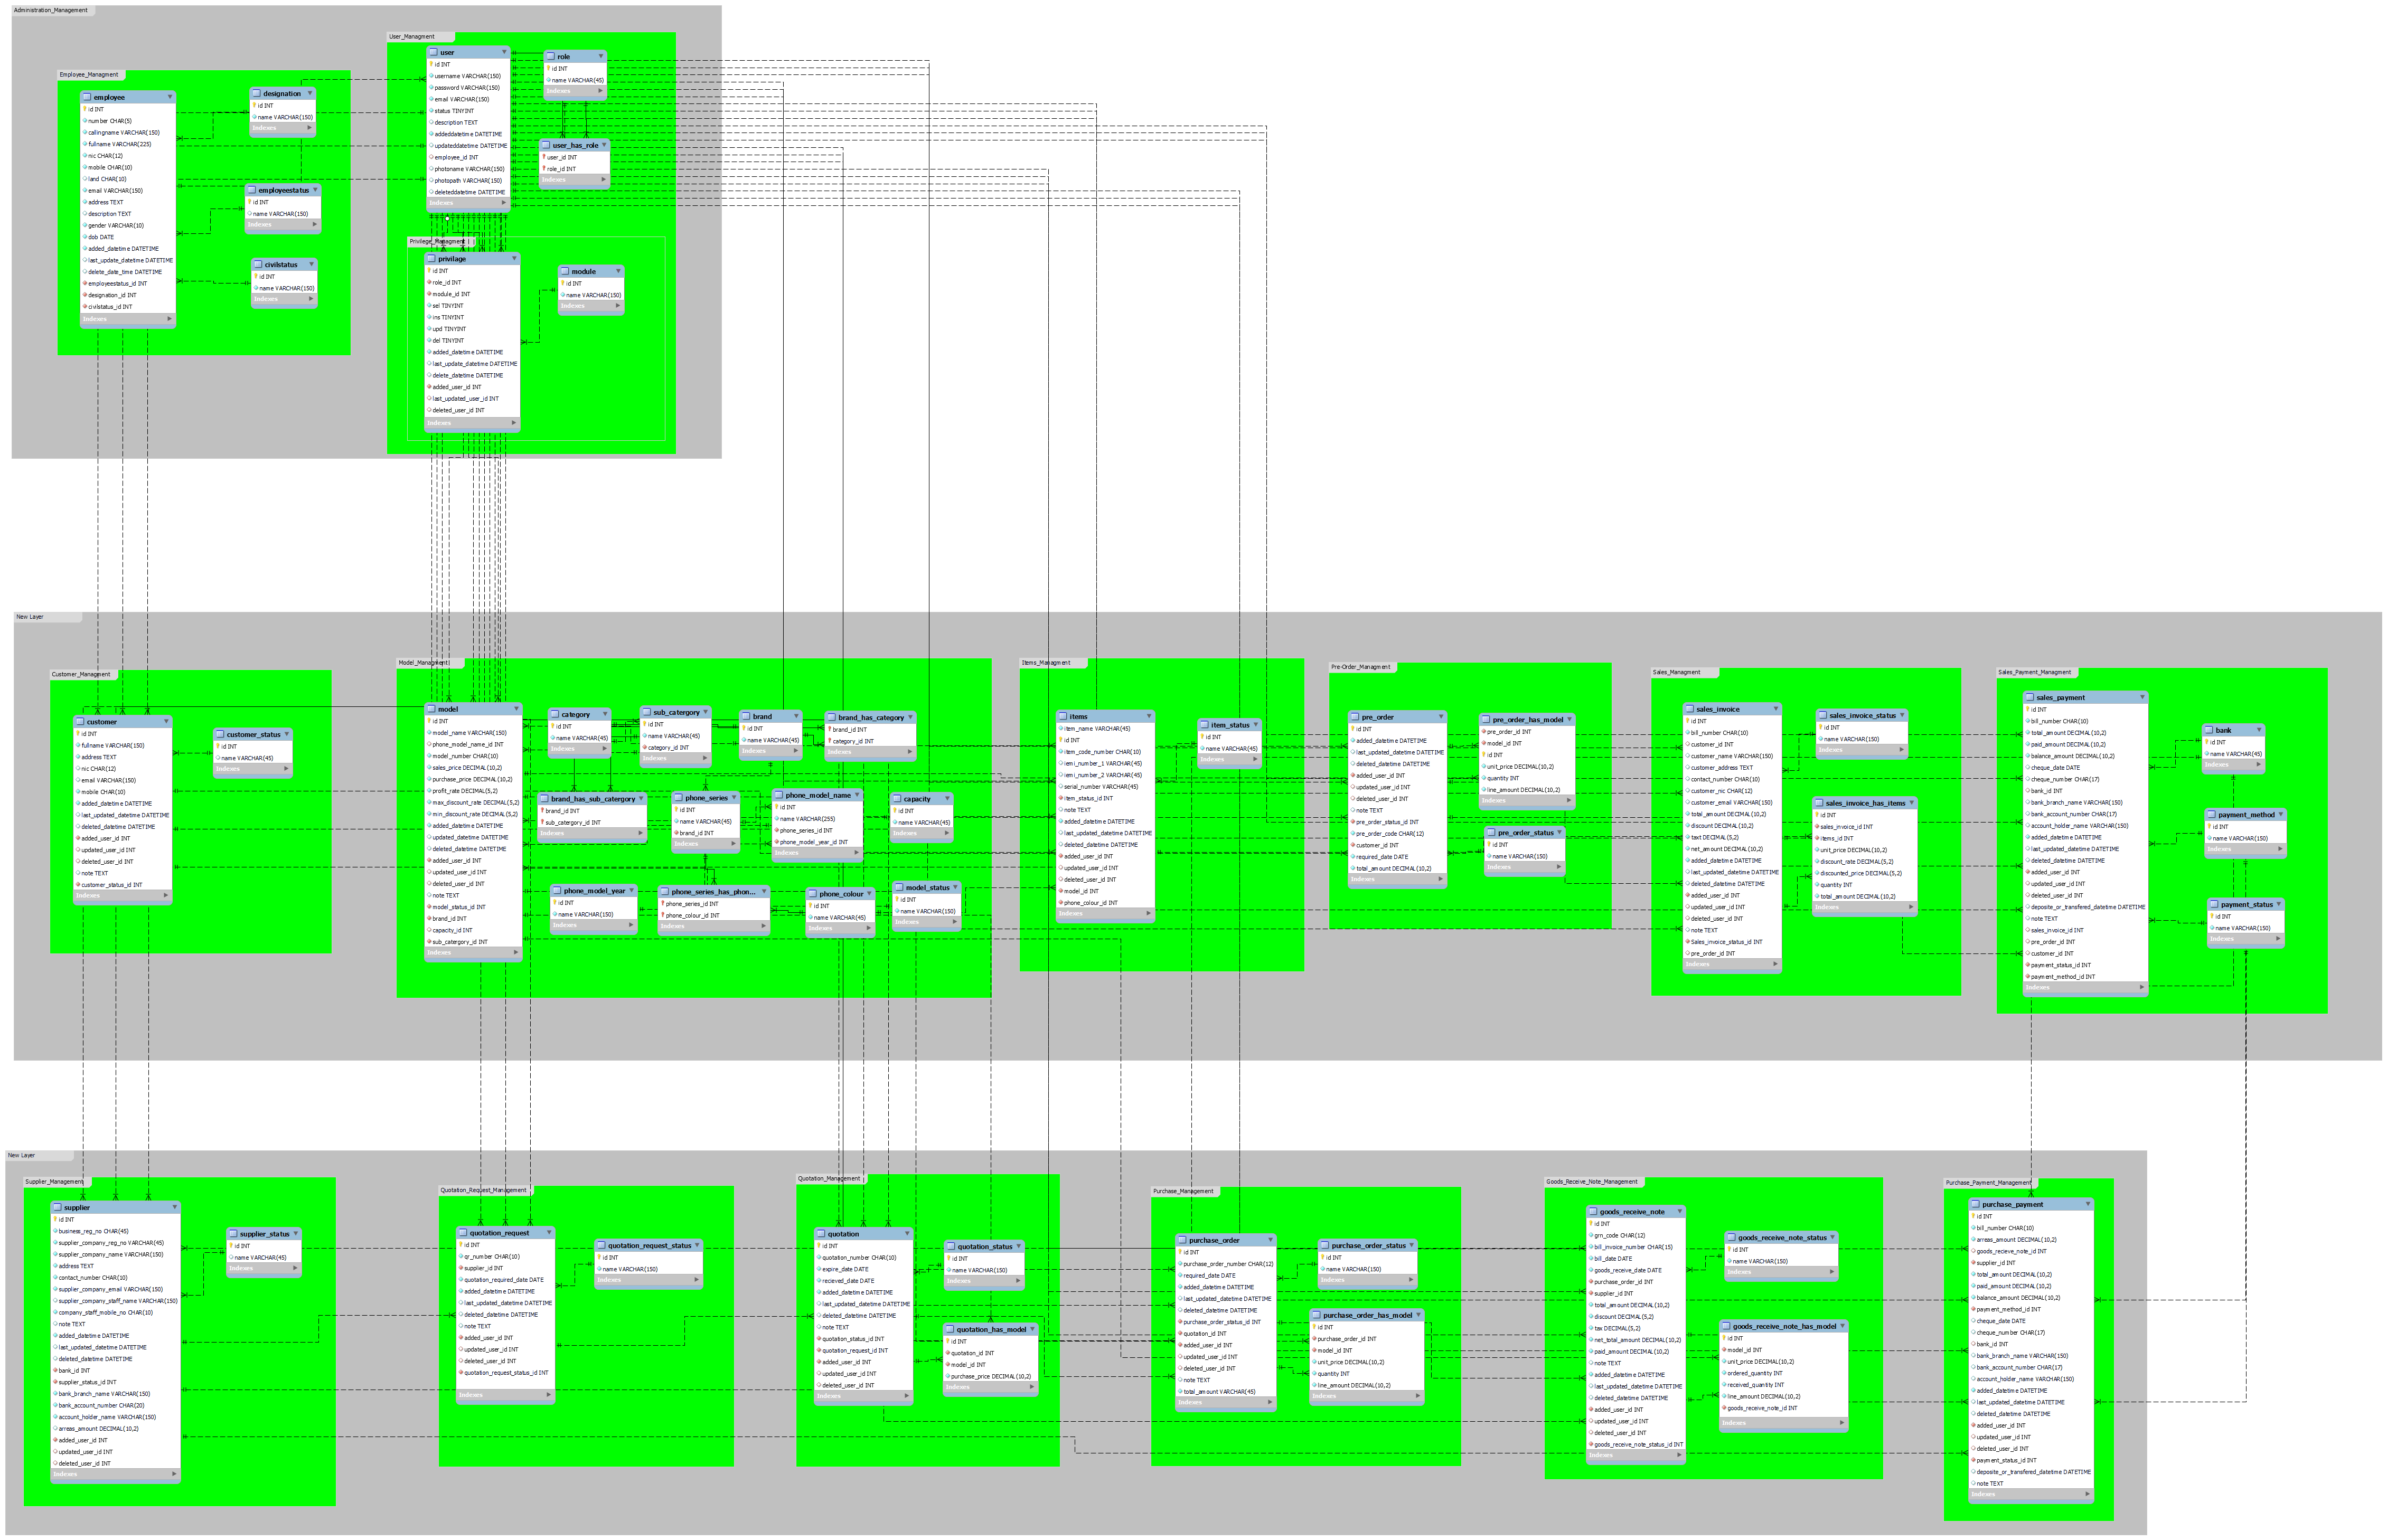 Administration_Management
Employee_Managment
employee
id INT
number CHAR(5)
callingname VARCHAR(150)
fullname VARCHAR(225)
nic CHAR(12)
mobile CHAR(10)
land CHAR(10)
email VARCHAR(150)
address TEXT
description TEXT
gender VARCHAR(10)
dob DATE
added_datetime DATETIME
last_update_datetime DATETIME
delete_date_time DATETIME
employeestatus_id INT
designation_id INT
civilstatus_id INT
Indexes
designation
id INT
name VARCHAR(150)
Indexes
employeestatus
id INT
name VARCHAR(150)
Indexes
civilstatus
id INT
name VARCHAR(150)
Indexes
User_Managment
user
id INT
username VARCHAR(150)
password VARCHAR(150)
email VARCHAR(150)
status TINYINT
description TEXT
addeddatetime DATETIME
updateddatetime DATETIME
employee_id INT
photoname VARCHAR(150)
photopath VARCHAR(150)
deleteddatetime DATETIME
Indexes
role
id INT
name VARCHAR(45)
Indexes
user_has_role
user_id INT
role_id INT
Indexes
Privilege_Managment
privilage
id INT
role_id INT
module_id INT
sel TINYINT
ins TINYINT
upd TINYINT
del TINYINT
added_datetime DATETIME
last_update_datetime DATETIME
delete_datetime DATETIME
added_user_id INT
last_updated_user_id INT
deleted_user_id INT
Indexes
module
id INT
name VARCHAR(150)
Indexes
New Layer
Customer_Managment
customer
id INT
fullname VARCHAR(150)
address TEXT
nic CHAR(12)
email VARCHAR(150)
mobile CHAR(10)
added_datetime DATETIME
last_updated_datetime DATETIME
deleted_datetime DATETIME
added_user_id INT
updated_user_id INT
deleted_user_id INT
note TEXT
customer_status_id INT
Indexes
customer_status
id INT
name VARCHAR(45)
Indexes
Model_Managment
model
id INT
model_name VARCHAR(150)
phone_model_name_id INT
model_number CHAR(10)
sales_price DECIMAL(10,2)
purchase_price DECIMAL(10,2)
profit_rate DECIMAL(5,2)
max_discount_rate DECIMAL(5,2)
min_discount_rate DECIMAL(5,2)
added_datetime DATETIME
updated_datetime DATETIME
deleted_datetime DATETIME
added_user_id INT
updated_user_id INT
deleted_user_id INT
note TEXT
model_status_id INT
brand_id INT
capacity_id INT
sub_catergory_id INT
Indexes
category
id INT
name VARCHAR(45)
Indexes
sub_catergory
id INT
name VARCHAR(45)
category_id INT
Indexes
brand
id INT
name VARCHAR(45)
Indexes
brand_has_category
brand_id INT
category_id INT
Indexes
brand_has_sub_catergory
brand_id INT
sub_catergory_id INT
Indexes
phone_series
id INT
name VARCHAR(45)
brand_id INT
Indexes
phone_model_name
id INT
name VARCHAR(255)
phone_series_id INT
phone_model_year_id INT
Indexes
capacity
id INT
name VARCHAR(45)
Indexes
phone_model_year
id INT
name VARCHAR(150)
Indexes
phone_series_has_phon...
phone_series_id INT
phone_colour_id INT
Indexes
phone_colour
id INT
name VARCHAR(45)
Indexes
model_status
id INT
name VARCHAR(150)
Indexes
Items_Managment
items
item_name VARCHAR(45)
id INT
item_code_number CHAR(10)
iemi_number_1 VARCHAR(45)
iemi_number_2 VARCHAR(45)
serial_number VARCHAR(45)
item_status_id INT
note TEXT
added_datetime DATETIME
last_updated_datetime DATETIME
deleted_datetime DATETIME
added_user_id INT
updated_user_id INT
deleted_user_id INT
model_id INT
phone_colour_id INT
Indexes
item_status
id INT
name VARCHAR(45)
Indexes
Pre-Order_Managment
pre_order
id INT
added_datetime DATETIME
last_updated_datetime DATETIME
deleted_datetime DATETIME
added_user_id INT
updated_user_id INT
deleted_user_id INT
note TEXT
pre_order_status_id INT
pre_order_code CHAR(12)
customer_id INT
required_date DATE
total_amount DECIMAL(10,2)
Indexes
pre_order_has_model
pre_order_id INT
model_id INT
id INT
unit_price DECIMAL(10,2)
quantity INT
line_amount DECIMAL(10,2)
Indexes
pre_order_status
id INT
name VARCHAR(150)
Indexes
Sales_Managment
sales_invoice
id INT
bill_number CHAR(10)
customer_id INT
customer_name VARCHAR(150)
customer_address TEXT
contact_number CHAR(10)
customer_nic CHAR(12)
customer_email VARCHAR(150)
total_amount DECIMAL(10,2)
discount DECIMAL(10,2)
taxt DECIMAL(5,2)
net_amount DECIMAL(10,2)
added_datetime DATETIME
last_updated_datetime DATETIME
deleted_datetime DATETIME
added_user_id INT
updated_user_id INT
deleted_user_id INT
note TEXT
Sales_invoice_status_id INT
pre_order_id INT
Indexes
sales_invoice_status
id INT
name VARCHAR(150)
Indexes
sales_invoice_has_items
id INT
sales_invoice_id INT
items_id INT
unit_price DECIMAL(10,2)
discount_rate DECIMAL(5,2)
discounted_price DECIMAL(5,2)
quantity INT
total_amount DECIMAL(10,2)
Indexes
Sales_Payment_Managment
sales_payment
id INT
bill_number CHAR(10)
total_amount DECIMAL(10,2)
paid_amount DECIMAL(10,2)
balance_amount DECIMAL(10,2)
cheque_date DATE
cheque_number CHAR(17)
bank_id INT
bank_branch_name VARCHAR(150)
bank_account_number CHAR(17)
account_holder_name VARCHAR(150)
added_datetime DATETIME
last_updated_datetime DATETIME
deleted_datetime DATETIME
added_user_id INT
updated_user_id INT
deleted_user_id INT
deposite_or_transfered_datetime DATETIME
note TEXT
sales_invoice_id INT
pre_order_id INT
customer_id INT
payment_status_id INT
payment_method_id INT
Indexes
bank
id INT
name VARCHAR(45)
Indexes
payment_method
id INT
name VARCHAR(150)
Indexes
payment_status
id INT
name VARCHAR(150)
Indexes
New Layer
Supplier_Management
supplier
id INT
business_reg_no CHAR(45)
supplier_company_reg_no VARCHAR(45)
supplier_company_name VARCHAR(150)
address TEXT
contact_number CHAR(10)
supplier_company_email VARCHAR(150)
supplier_company_staff_name VARCHAR(150)
company_staff_mobile_no CHAR(10)
note TEXT
added_datetime DATETIME
last_updated_datetime DATETIME
deleted_datetime DATETIME
bank_id INT
supplier_status_id INT
bank_branch_name VARCHAR(150)
bank_account_number CHAR(20)
account_holder_name VARCHAR(150)
arreas_amount DECIMAL(10,2)
added_user_id INT
updated_user_id INT
deleted_user_id INT
Indexes
supplier_status
id INT
name VARCHAR(45)
Indexes
Quotation_Request_Management
quotation_request
id INT
qr_number CHAR(10)
supplier_id INT
quotation_required_date DATE
added_datetime DATETIME
last_updated_datetime DATETIME
deleted_datetime DATETIME
note TEXT
added_user_id INT
updated_user_id INT
deleted_user_id INT
quotation_request_status_id INT
Indexes
quotation_request_status
id INT
name VARCHAR(150)
Indexes
Quotation_Management
quotation
id INT
quotation_number CHAR(10)
expire_date DATE
recieved_date DATE
added_datetime DATETIME
last_updated_datetime DATETIME
deleted_datetime DATETIME
note TEXT
quotation_status_id INT
quotation_request_id INT
added_user_id INT
updated_user_id INT
deleted_user_id INT
Indexes
quotation_status
id INT
name VARCHAR(150)
Indexes
quotation_has_model
id INT
quotation_id INT
model_id INT
purchase_price DECIMAL(10,2)
Indexes
Purchase_Management
purchase_order
id INT
purchase_order_number CHAR(12)
required_date DATE
added_datetime DATETIME
last_updated_datetime DATETIME
deleted_datetime DATETIME
purchase_order_status_id INT
quotation_id INT
added_user_id INT
updated_user_id INT
deleted_user_id INT
note TEXT
total_amount VARCHAR(45)
Indexes
purchase_order_status
id INT
name VARCHAR(150)
Indexes
purchase_order_has_model
id INT
purchase_order_id INT
model_id INT
unit_price DECIMAL(10,2)
quantity INT
line_amount DECIMAL(10,2)
Indexes
Goods_Receive_Note_Management
goods_receive_note
id INT
grn_code CHAR(12)
bill_invoice_number CHAR(15)
bill_date DATE
goods_receive_date DATE
purchase_order_id INT
supplier_id INT
total_amount DECIMAL(10,2)
discount DECIMAL(5,2)
tax DECIMAL(5,2)
net_total_amount DECIMAL(10,2)
paid_amount DECIMAL(10,2)
note TEXT
added_datetime DATETIME
last_updated_datetime DATETIME
deleted_datetime DATETIME
added_user_id INT
updated_user_id INT
deleted_user_id INT
goods_receive_note_status_id INT
Indexes
goods_receive_note_status
id INT
name VARCHAR(150)
Indexes
goods_receive_note_has_model
id INT
model_id INT
unit_price DECIMAL(10,2)
ordered_quantity INT
received_quantity INT
line_amount DECIMAL(10,2)
goods_receive_note_id INT
Indexes
Purchase_Payment_Management
purchase_payment
id INT
bill_number CHAR(10)
arreas_amount DECIMAL(10,2)
goods_recieve_note_id INT
supplier_id INT
total_amount DECIMAL(10,2)
paid_amount DECIMAL(10,2)
balance_amount DECIMAL(10,2)
payment_method_id INT
cheque_date DATE
cheque_number CHAR(17)
bank_id INT
bank_branch_name VARCHAR(150)
bank_account_number CHAR(17)
account_holder_name VARCHAR(150)
added_datetime DATETIME
last_updated_datetime DATETIME
deleted_datetime DATETIME
added_user_id INT
updated_user_id INT
deleted_user_id INT
payment_status_id INT
deposite_or_transfered_datetime DATETIME
note TEXT
Indexes